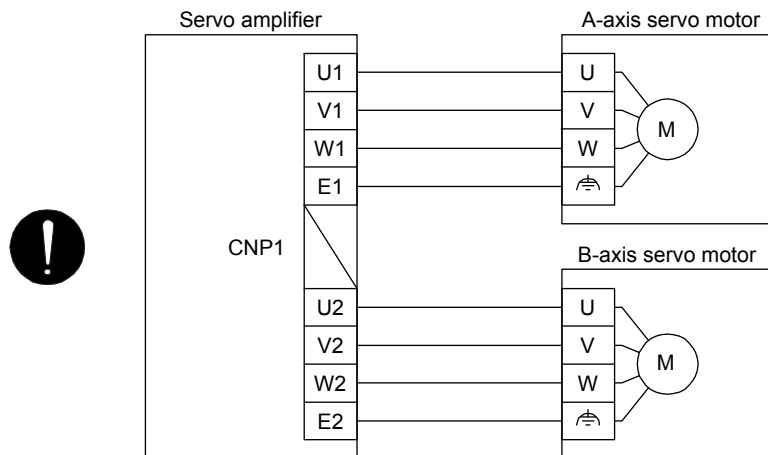 Servo amplifier
A-axis servo motor
U1
U
V1
V
M
W1
W
E1
CNP1
B-axis servo motor
U2
U
V2
V
M
W2
W
E2